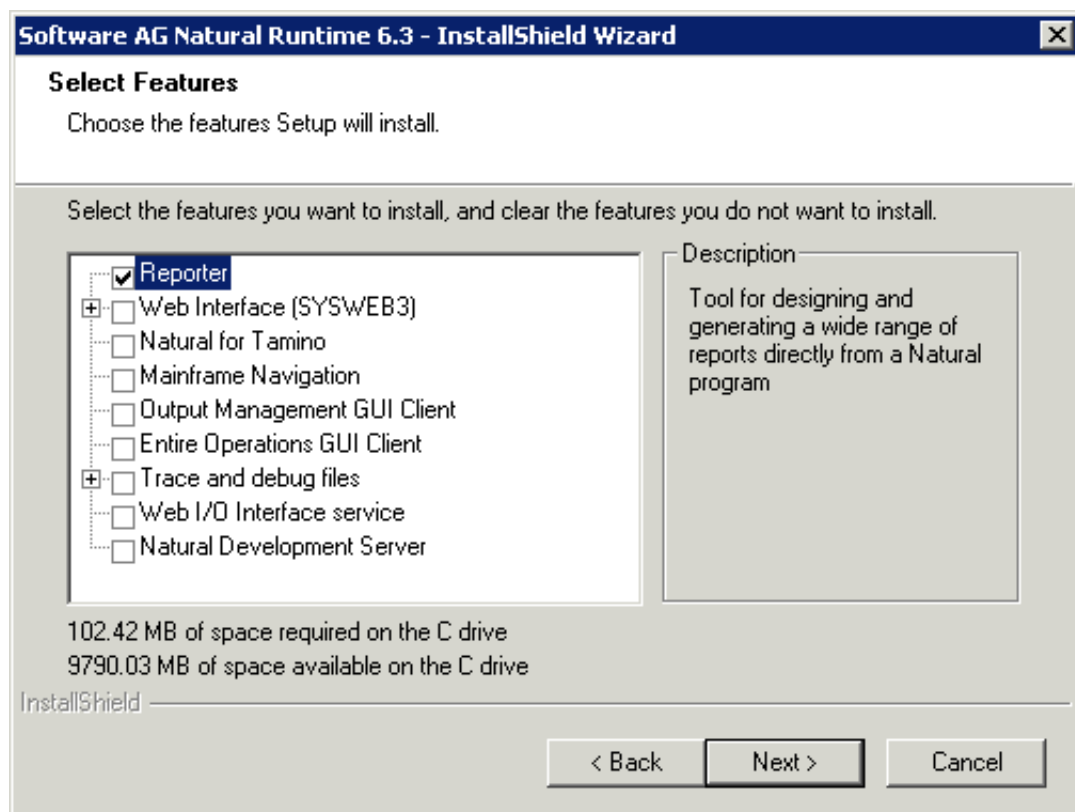 Software AG Natural Runtime 6.3 - InstallShield Wizard
Select Features
Choose the features Setup will install.
Select the features you want to install, and clear the features you do not want to install.
Reporter
Web Interface (SYSWEB3)
Natural for Tamino
Mainframe Navigation
Output Management GUI Client
Entire Operations GUI Client
Trace and debug files
Web I/O Interface service
Natural Development Server
Description
Tool for designing and
generating a wide range of
reports directly from a Natural
program
102.42 MB of space required on the C drive
9790.03 MB of space available on the C drive
InstallShield
< Back
Next >
Cancel